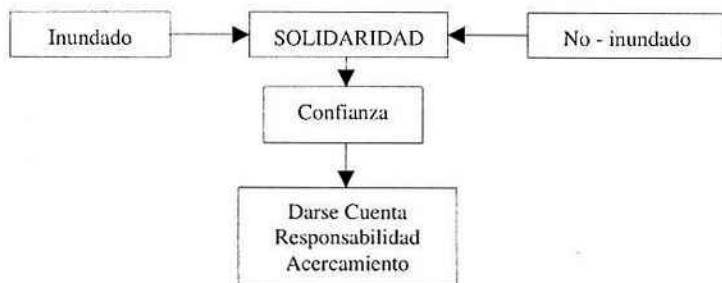 Inundado
SOLIDARIDAD
No - inundado
Confianza
Darse Cuenta
Responsabilidad
Acercamiento